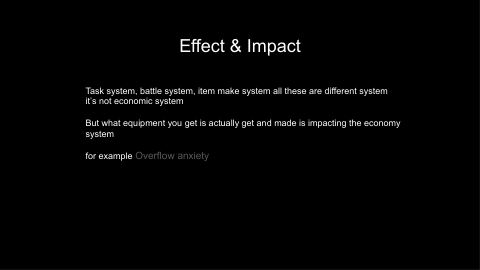 Effect & Impact
Task system, battle system, item make system all these are different system
it's not economic system
But what equipment you get is actually get and made is impacting the economy
system
for example Overflow anxiety